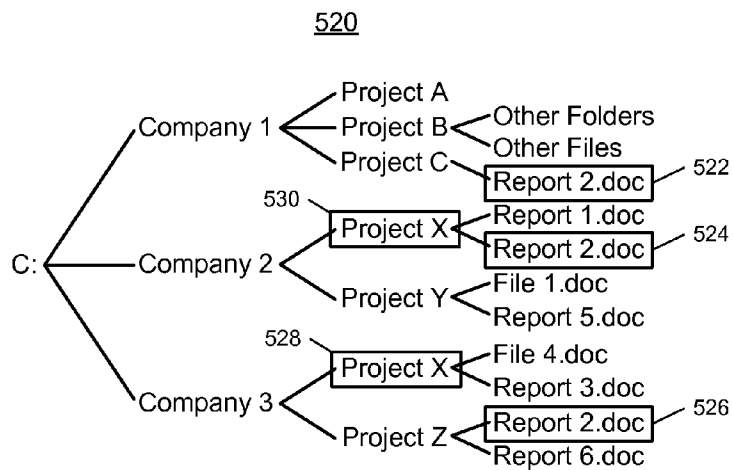 520
Project A
Other Folders
Company 1
Project B
Other Files
Project C
Report 2.doc
522
530
Report 1.doc
Project X
Report 2.doc
524
C:
Company 2
File 1.doc
Project Y
Report 5.doc
528
File 4.doc
Project X
Report 3.doc
Company 3
Report 2.doc
526
Project Z
Report 6.doc